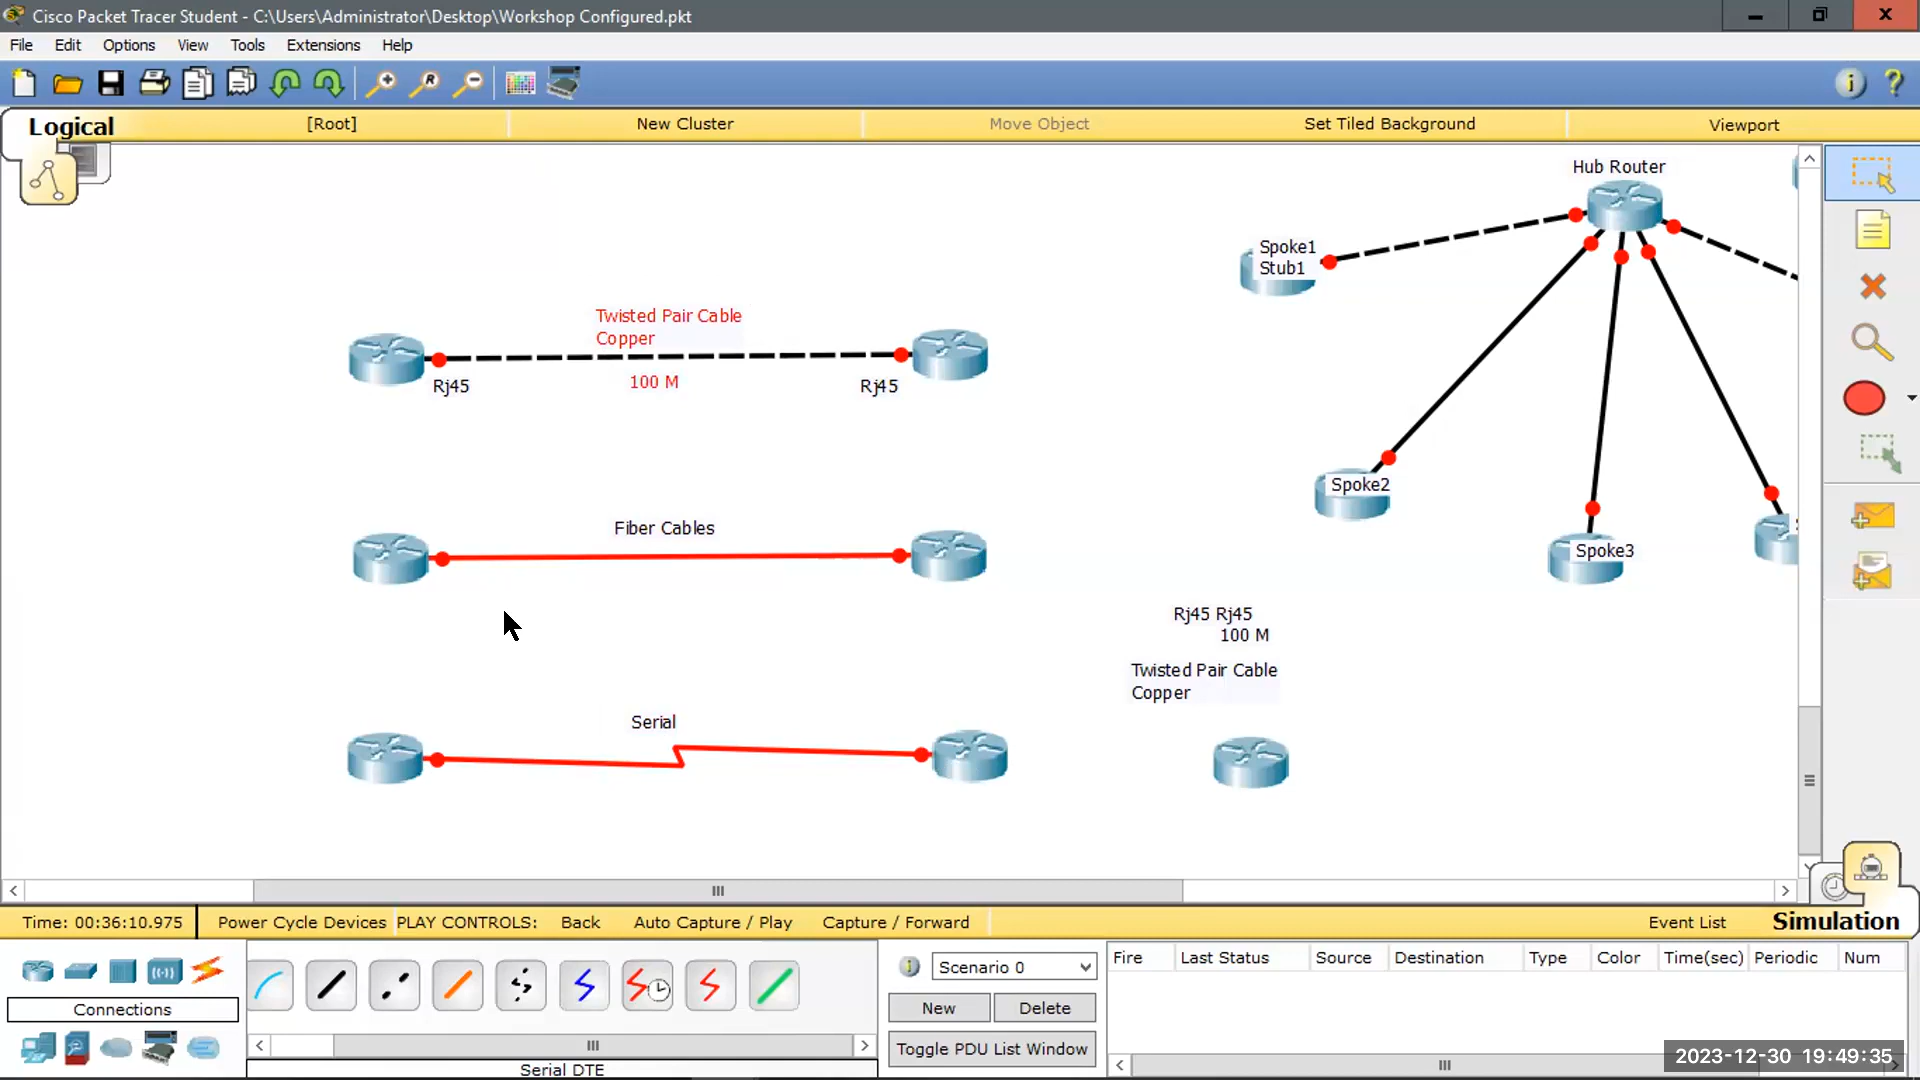 Cisco Packet Tracer Student - C:\Users\Administrator\Desktop\Workshop Configured.pkt
File Edit Options View Tools Extensions Help
Logical [Root] New Cluster Move Object Set Tiled Background Viewport
Hub Router
Spoke1
Stub1
Twisted Pair Cable
Copper
100 M
Rj45 Rj45
Spoke2
Fiber Cables
Spoke3
Rj45 Rj45
100 M
Twisted Pair Cable
Copper
Serial
Time: 00:36:10.975 Power Cycle Devices PLAY CONTROLS: Back Auto Capture / Play Capture / Forward Event List Simulation
Scenario 0
Fire Last Status Source Destination Type Color Time(sec) Periodic Num
Connections
New Delete
Toggle PDU List Window
Serial DTE
2023-12-30 19:49:35